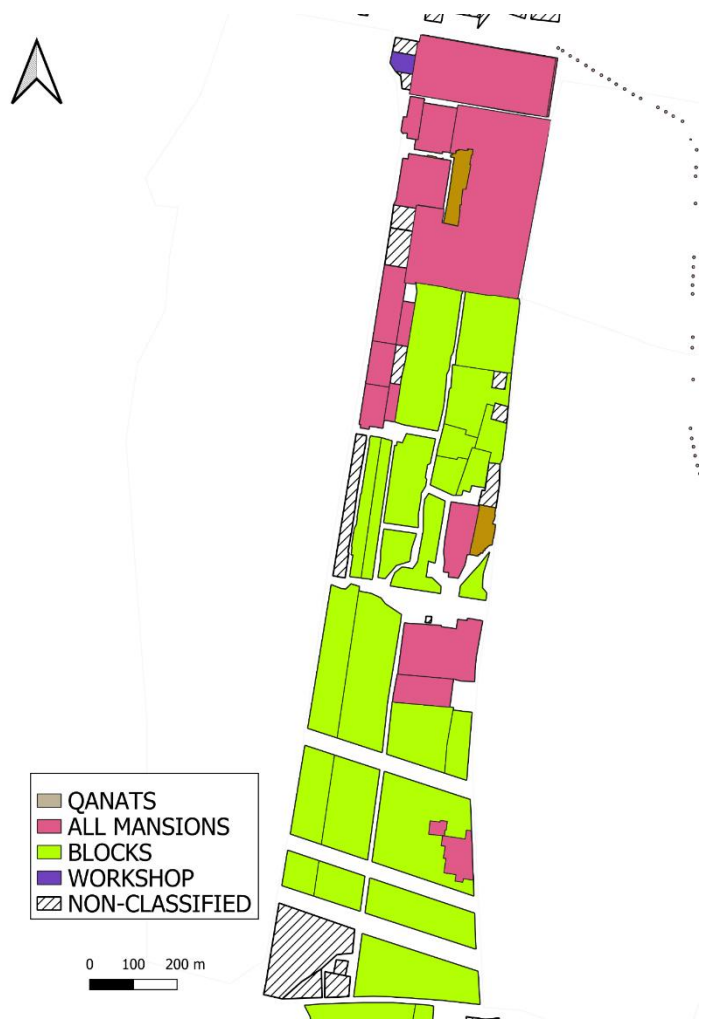 QANATS
ALL MANSIONS
BLOCKS
WORKSHOP
NON-CLASSIFIED
0 100 200 m